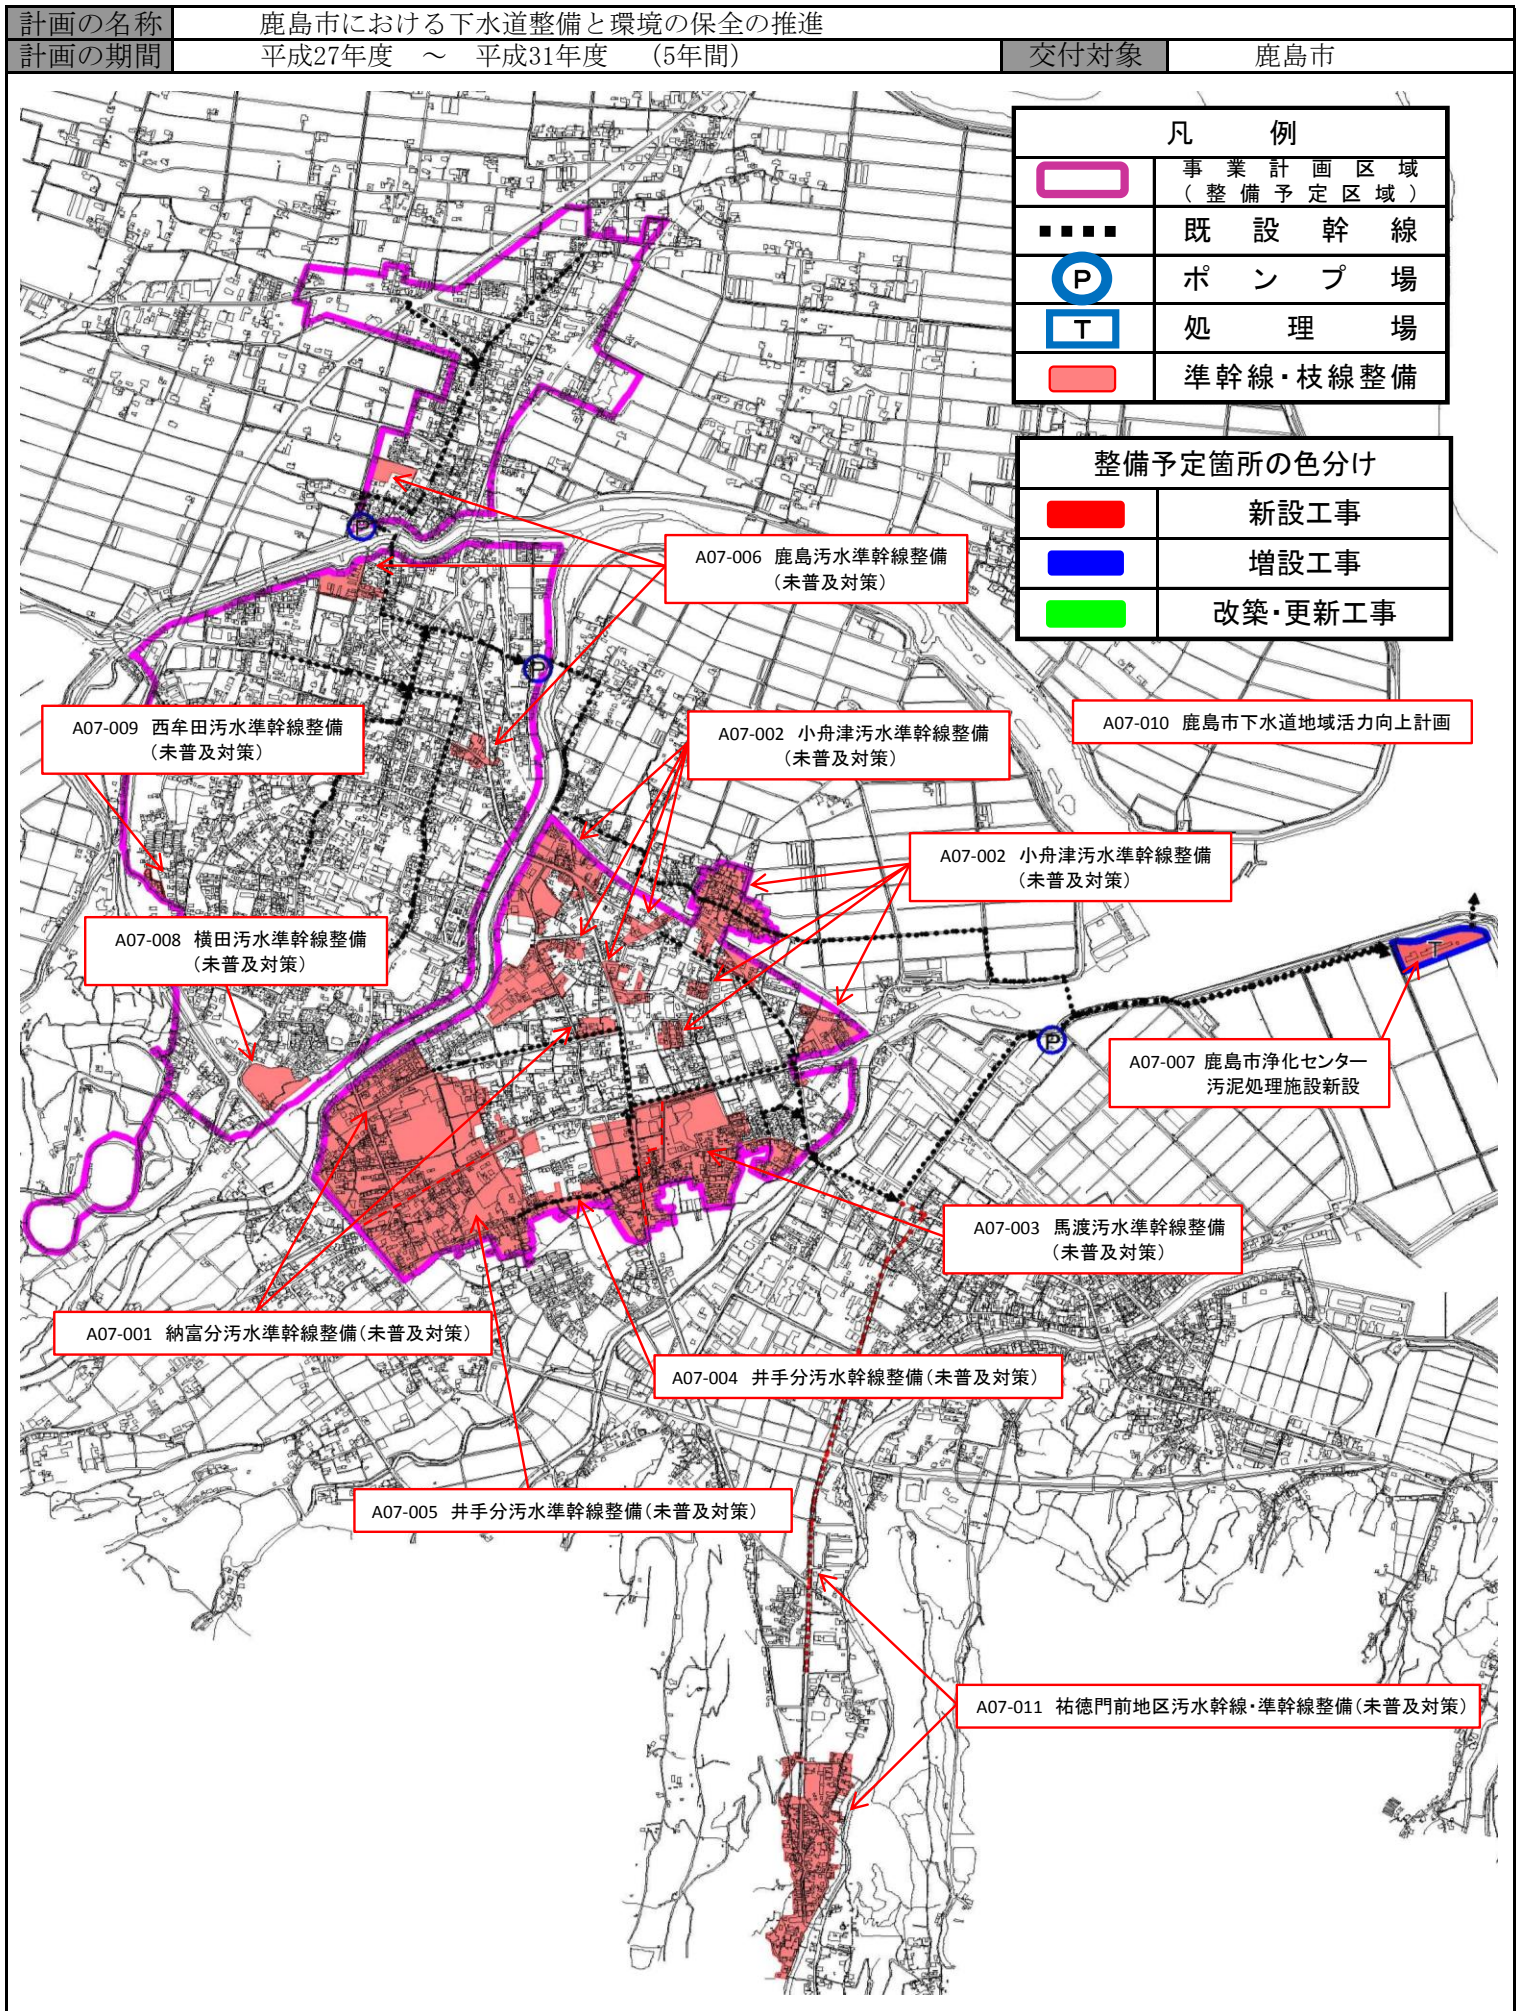 計画の名称　鹿島市における下水道整備と環境の保全の推進
計画の期間　平成27年度　～　平成31年度　（5年間）　交付対象　鹿島市
凡　例
事業計画区域
（整備予定区域）
既設幹線
P ポンプ場
T 処理場
準幹線・枝線整備
整備予定箇所の色分け
新設工事
増設工事
改築・更新工事
P
A07-006 鹿島汚水準幹線整備
（未普及対策）
P
A07-009 西牟田汚水準幹線整備
（未普及対策）
A07-002 小舟津汚水準幹線整備
（未普及対策）
A07-010 鹿島市下水道地域活力向上計画
A07-002 小舟津汚水準幹線整備
（未普及対策）
A07-008 横田汚水準幹線整備
（未普及対策）
T
P
A07-007 鹿島市浄化センター
汚泥処理施設新設
A07-003 馬渡汚水準幹線整備
（未普及対策）
A07-001 納富分汚水準幹線整備（未普及対策）
A07-004 井手分汚水幹線整備（未普及対策）
A07-005 井手分汚水準幹線整備（未普及対策）
A07-011 祐徳門前地区汚水幹線・準幹線整備（未普及対策）